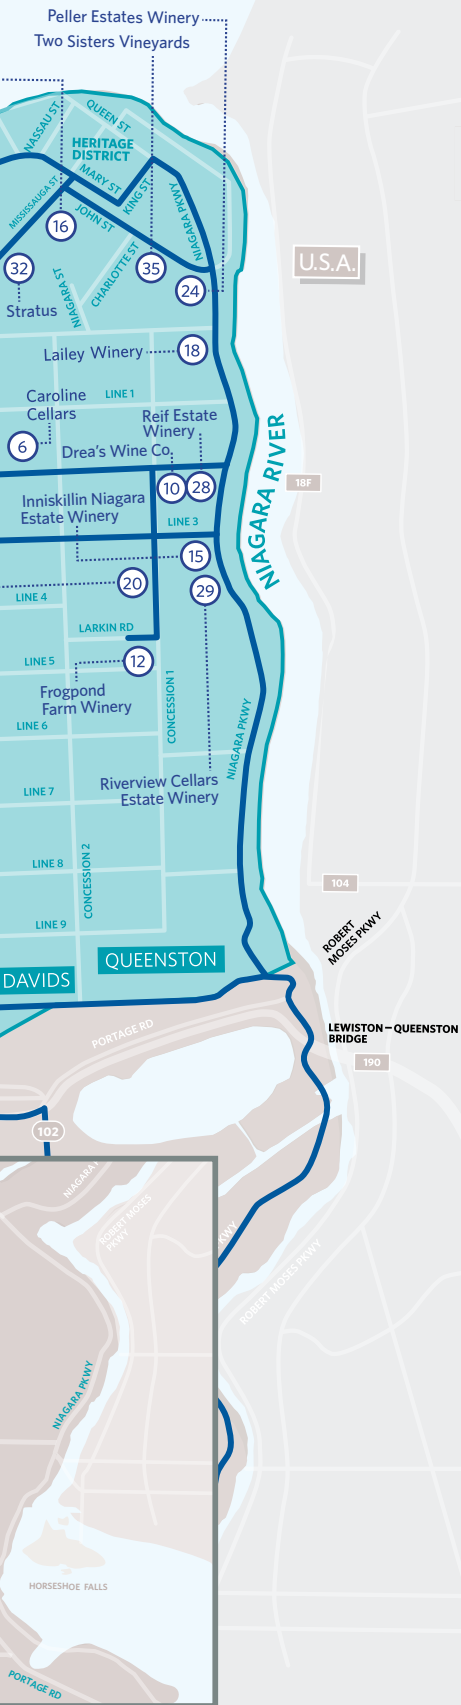 Peller Estates Winery
Two Sisters Vineyards
NASSAU ST
QUEEN ST
HERITAGE
DISTRICT
MARY ST
MISSISSAUGA ST
JOHN ST
KING ST
NIAGARA PKWY
16
32
Stratus
NIAGARA ST
CHARLOTTE ST
35
24
U.S.A.
Lailey Winery
18
LINE 1
Caroline
Cellars
6
Reif Estate
Winery
Drea's Wine Co.
10
28
NIAGARA RIVER
18F
Inniskillin Niagara
Estate Winery
LINE 3
15
20
29
LINE 4
LARKIN RD
12
LINE 5
Frogpond
Farm Winery
CONCESSION 1
LINE 6
NIAGARA PKWY
Riverview Cellars
Estate Winery
LINE 7
LINE 8
CONCESSION 2
104
LINE 9
ROBERT
MOSES PKWY
QUEENSTON
DAVIDS
LEWISTON – QUEENSTON
BRIDGE
PORTAGE RD
190
102
NIAGARA
ROBERT MOSES
PKWY
PKWY
ROBERT MOSES PKWY
NIAGARA PKWY
HORSESHOE FALLS
PORTAGE RD